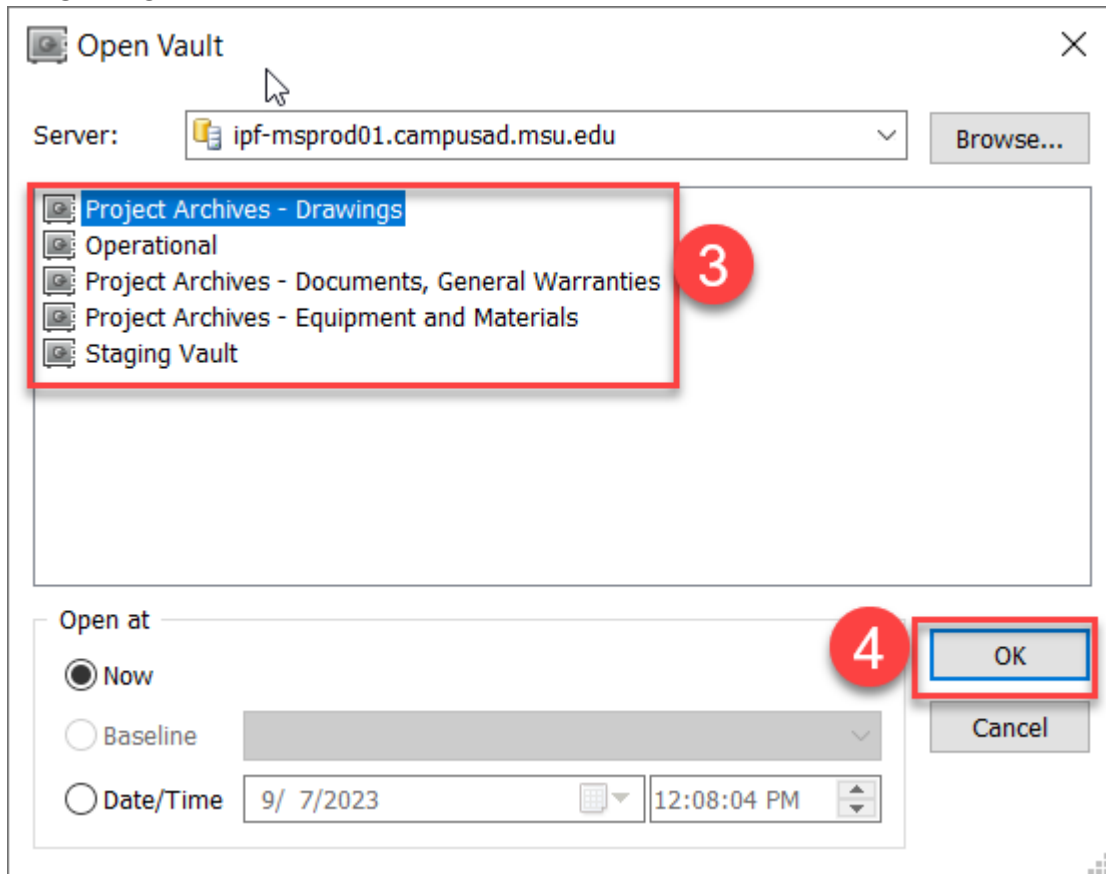 Open Vault
Server: ipf-msprod01.campusad.msu.edu Browse...
Project Archives - Drawings
Operational
Project Archives - Documents, General Warranties
3
Project Archives - Equipment and Materials
Staging Vault
Open at
4
OK
Now
Baseline
Cancel
Date/Time 9/ 7/2023 12:08:04 PM